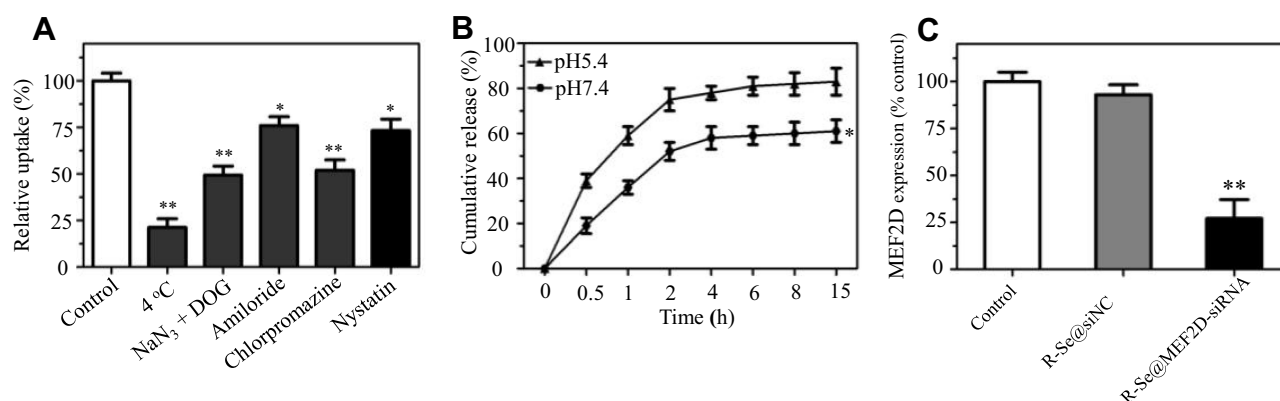 A
Relative uptake (%)
100
75
50
25
0
**
**
*
**
*
Control
4 °C
NaN₃ + DOG
Amiloride
Chlorpromazine
Nystatin
B
Cumulative release (%)
100
80
60
40
20
0
pH5.4
pH7.4
*
0 0.5 1 2 4 6 8 15
Time (h)
C
MEF2D expression (% control)
100
75
50
25
0
**
Control
R-Se@siNC
R-Se@MEF2D-siRNA